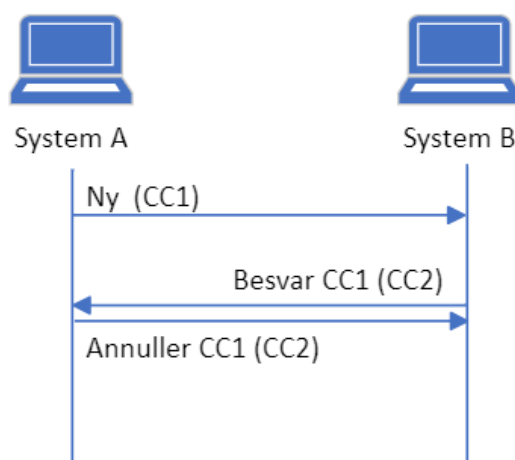 System A
System B
Ny (CC1)
Besvar CC1 (CC2)
Annuller CC1 (CC2)